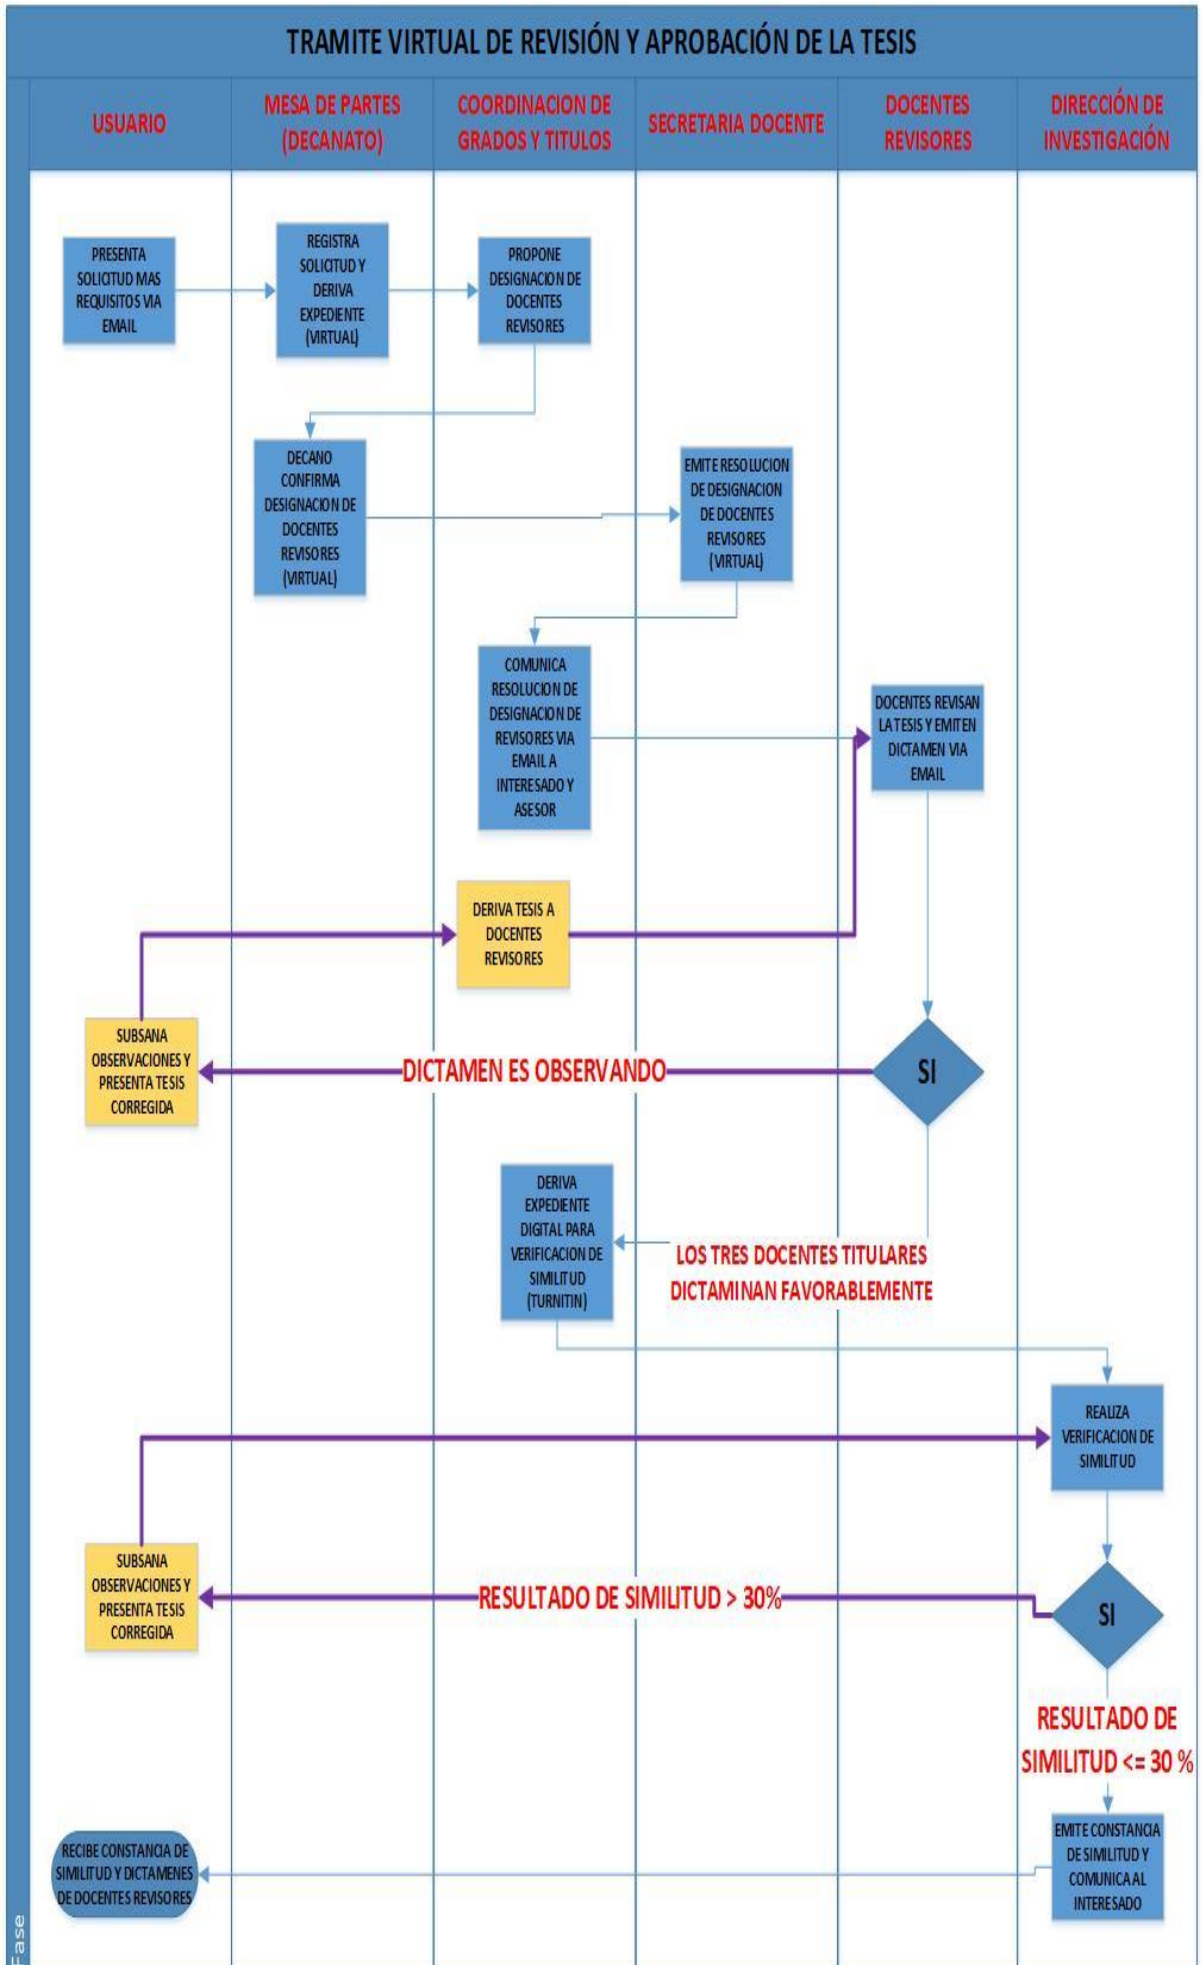 TRAMITE VIRTUAL DE REVISIÓN Y APROBACIÓN DE LA TESIS
USUARIO
MESA DE PARTES
(DECANATO)
COORDINACION DE
GRADOS Y TITULOS
SECRETARIA DOCENTE
DOCENTES
REVISORES
DIRECCIÓN DE
INVESTIGACIÓN
PRESENTA
SOLICITUD MAS
REQUISITOS VIA
EMAIL
REGISTRA
SOLICITUD Y
DERIVA
EXPEDIENTE
(VIRTUAL)
PROPONE
DESIGNACION DE
DOCENTES
REVISORES
DECANO
CONFIRMA
DESIGNACION DE
DOCENTES
REVISORES
(VIRTUAL)
EMITE RESOLUCION
DE DESIGNACION
DE DOCENTES
REVISORES
(VIRTUAL)
COMUNICA
RESOLUCION DE
DESIGNACION DE
REVISORES VIA
EMAIL A
INTERESADO Y
ASESOR
DOCENTES REVISAN
LA TESIS Y EMITEN
DICTAMEN VIA
EMAIL
DERIVA TESIS A
DOCENTES
REVISORES
SUBSANA
OBSERVACIONES Y
PRESENTA TESIS
CORREGIDA
DICTAMEN ES OBSERVANDO
SI
DERIVA
EXPEDIENTE
DIGITAL PARA
VERIFICACION DE
SIMILITUD
(TURNITIN)
LOS TRES DOCENTES TITULARES
DICTAMINAN FAVORABLEMENTE
REALIZA
VERIFICACION DE
SIMILITUD
SUBSANA
OBSERVACIONES Y
PRESENTA TESIS
CORREGIDA
RESULTADO DE SIMILITUD > 30%
SI
RESULTADO DE
SIMILITUD <= 30 %
RECIBE CONSTANCIA DE
SIMILITUD Y DICTAMENES
DE DOCENTES REVISORES
EMITE CONSTANCIA
DE SIMILITUD Y
COMUNICA AL
INTERESADO
Fase